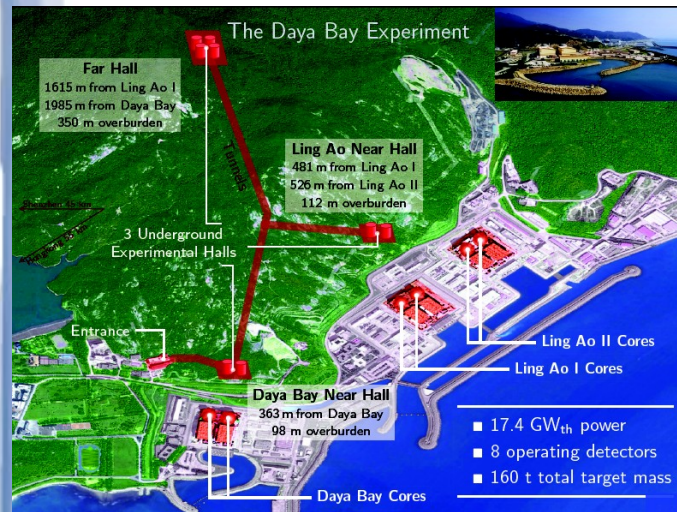 The Daya Bay Experiment
Far Hall
1615 m from Ling Ao I
1985 m from Daya Bay
350 m overburden
Tunnels
Ling Ao Near Hall
481 m from Ling Ao I
526 m from Ling Ao II
112 m overburden
Shenzhen 45 km
3 Underground
Experimental Halls
Entrance
Ling Ao II Cores
Ling Ao I Cores
Daya Bay Near Hall
363 m from Daya Bay
98 m overburden
■ 17.4 GWth power
■ 8 operating detectors
■ 160 t total target mass
Daya Bay Cores